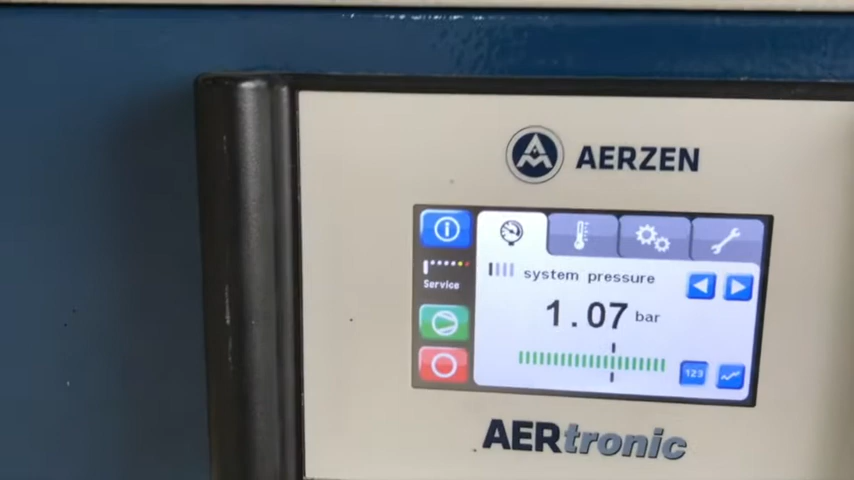 AERZEN
Service
system pressure
1.07 bar
123
AERtronic